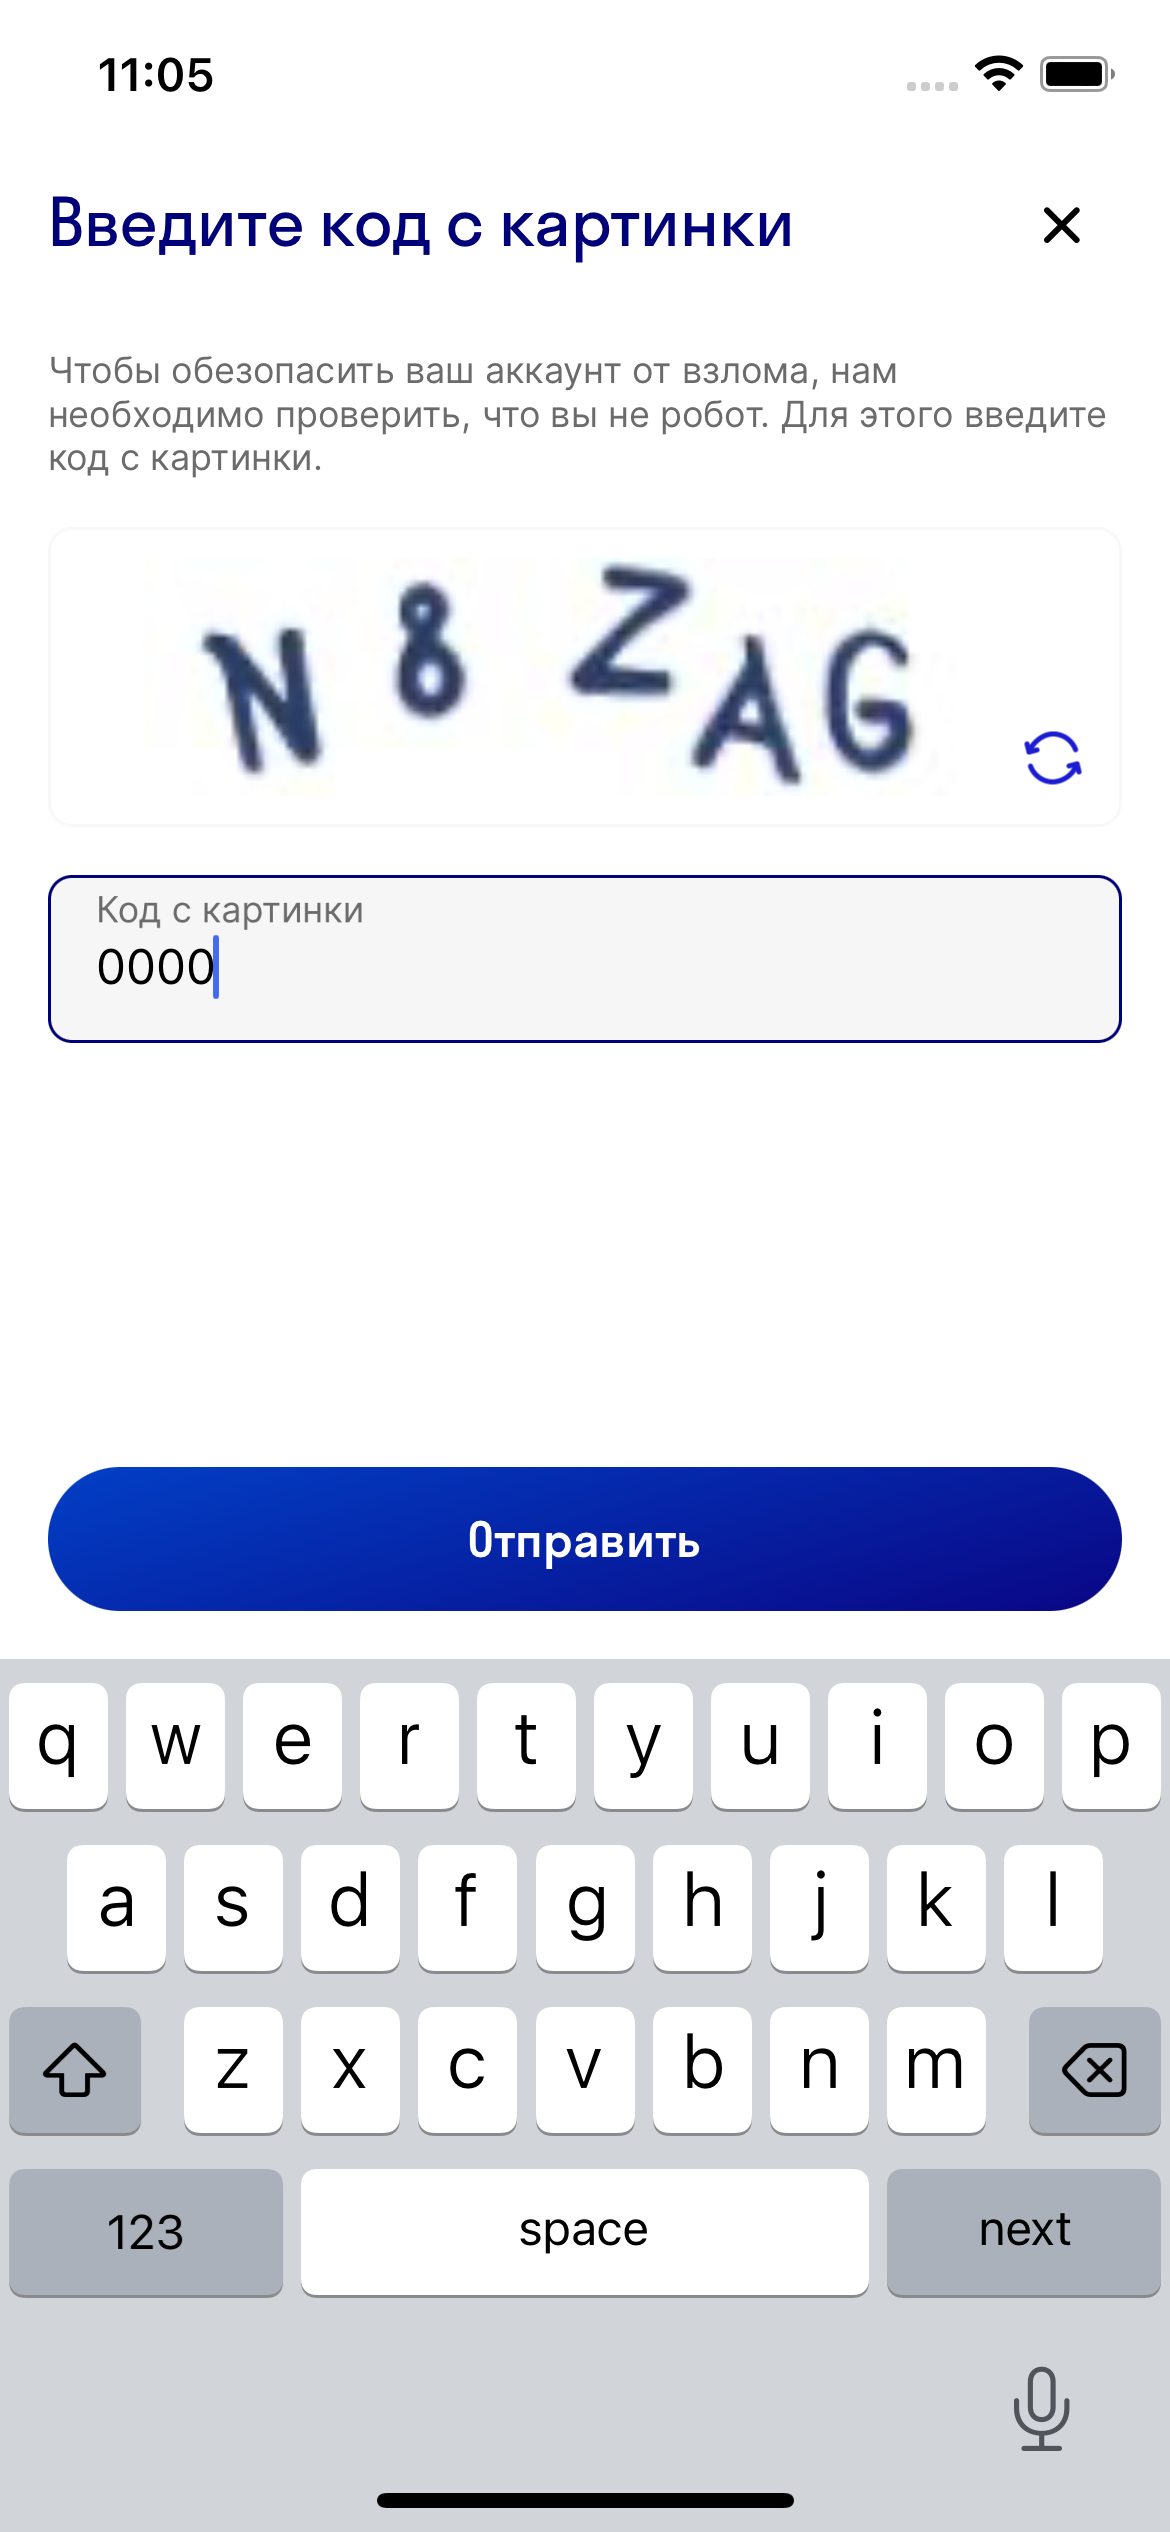 11:05
Введите код с картинки
Чтобы обезопасить ваш аккаунт от взлома, нам
необходимо проверить, что вы не робот. Для этого введите
код с картинки.
N 8 Z A G
Код с картинки
0000
Отправить
q w e r t y u i o p
a s d f g h j k l
z x c v b n m
123 space next